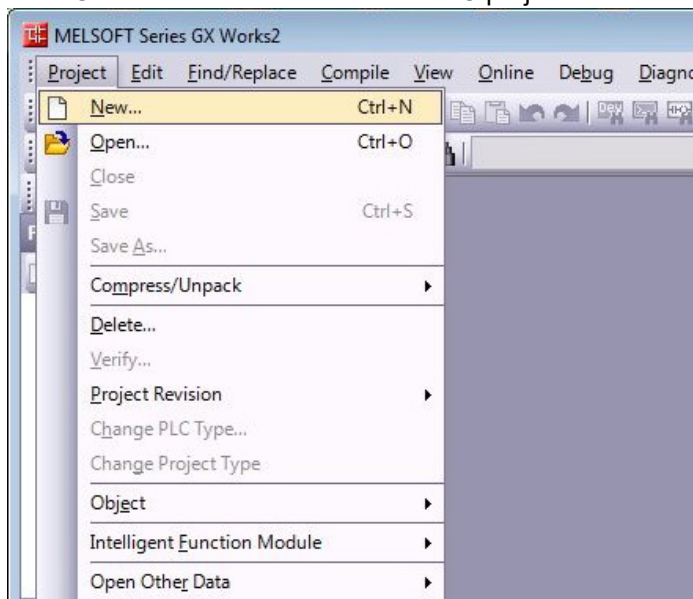 MELSOFT Series GX Works2
Project Edit Find/Replace Compile View Online Debug Diagno
New... Ctrl+N
Open... Ctrl+O
Close
Save Ctrl+S
Save As...
Compress/Unpack
Delete...
Verify...
Project Revision
Change PLC Type...
Change Project Type
Object
Intelligent Function Module
Open Other Data